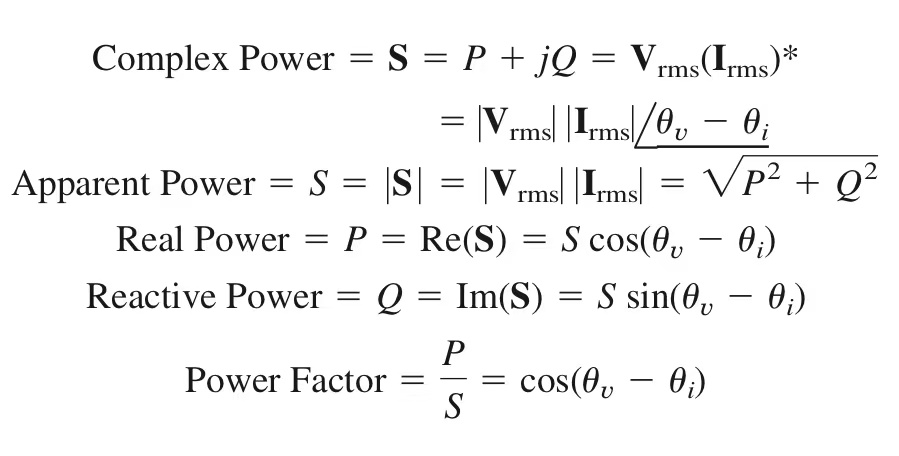 Complex Power = S = P + jQ = V_rms(I_rms)*
= |V_rms| |I_rms| /θ_v − θ_i
Apparent Power = S = |S| = |V_rms| |I_rms| = √(P² + Q²)
Real Power = P = Re(S) = S cos(θ_v − θ_i)
Reactive Power = Q = Im(S) = S sin(θ_v − θ_i)
Power Factor = P/S = cos(θ_v − θ_i)